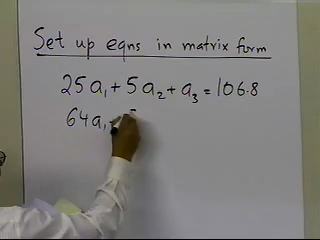 Set up eqns in matrix form
25a₁ + 5a₂ + a₃ = 106.8
64a₁